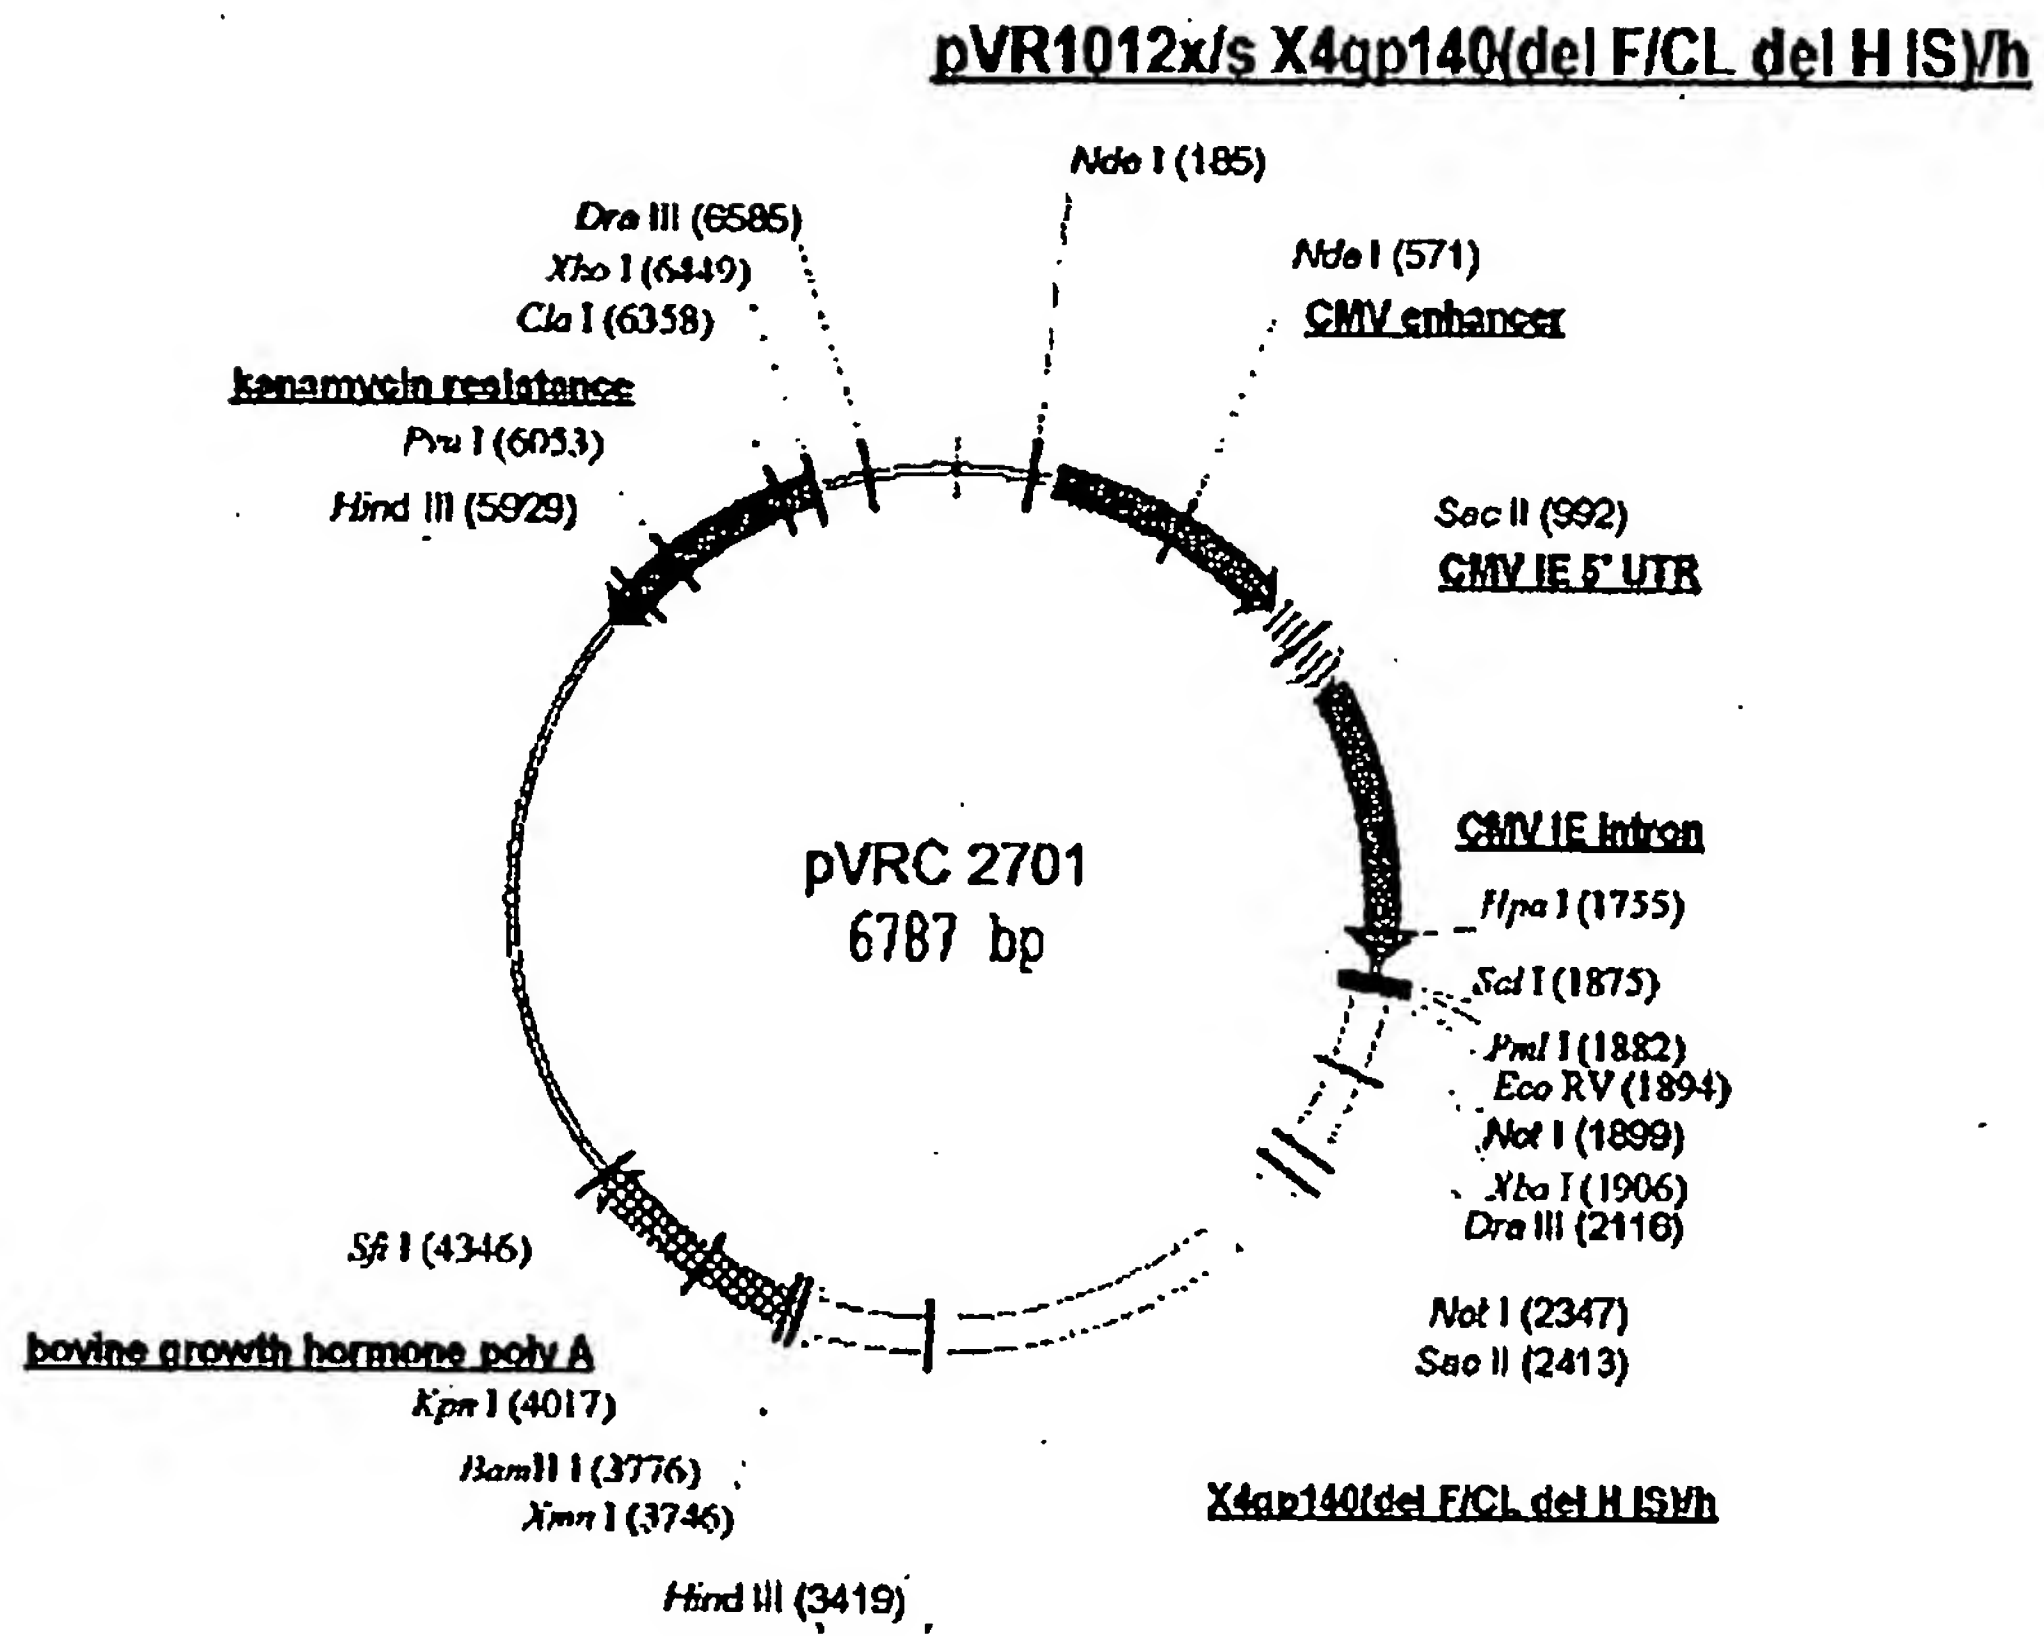 pVR1012x/s X4gp140(del F/CL del H IS)/h
Nde I (185)
Dra III (6585)
Nde I (571)
Xho I (6449)
CMV enhancer
Cla I (6358)
kanamycin resistance
Pvu I (6053)
Hind III (5929)
Sac II (992)
CMV IE 5' UTR
CMV IE Intron
pVRC 2701
6787 bp
Hpa I (1755)
(1875)
Pml I (1882)
Eco RV (1894)
Not I (1899)
Xba I (1906)
Dra III (2116)
Sfi I (4346)
Not I (2347)
Sac II (2413)
bovine growth hormone poly A
Kpn I (4017)
BamH I (3776)
Xmn I (3746)
X4gp140(del F/CL del H IS)/h
Hind III (3419)